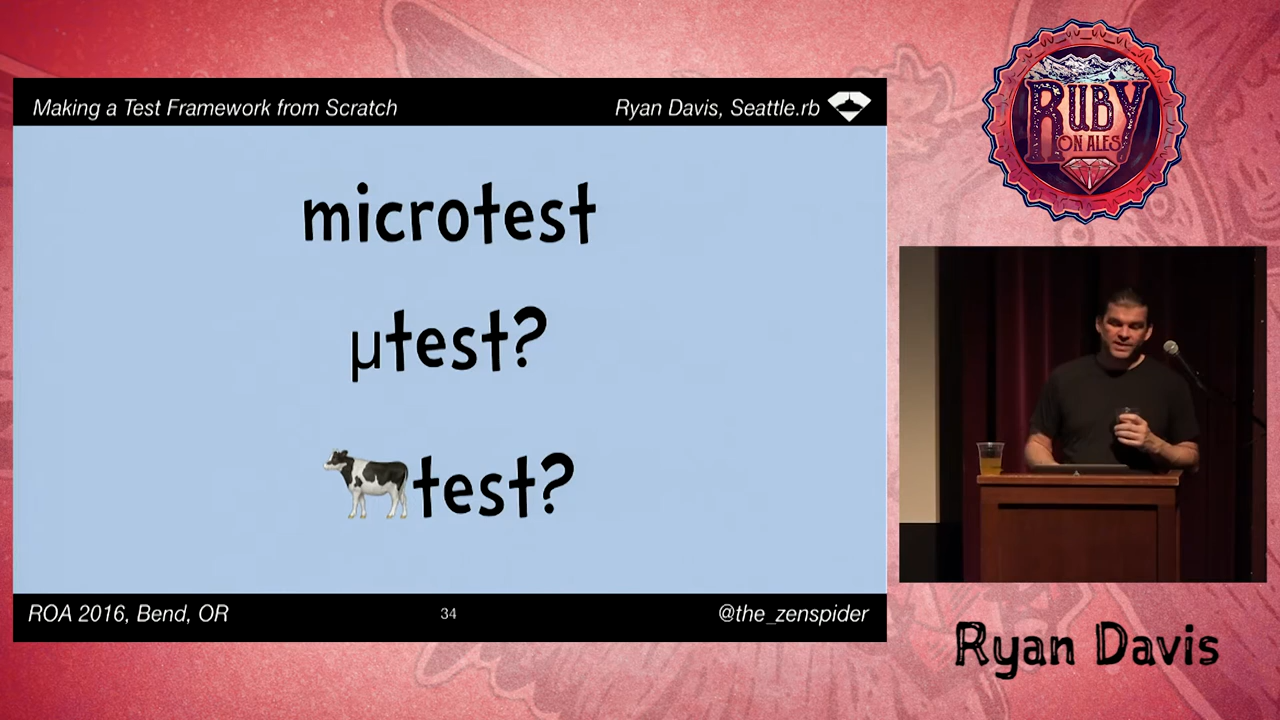 Making a Test Framework from Scratch
Ryan Davis, Seattle.rb
microtest
µtest?
test?
ROA 2016, Bend, OR
34
@the_zenspider
RUBY
ON ALES
Ryan Davis